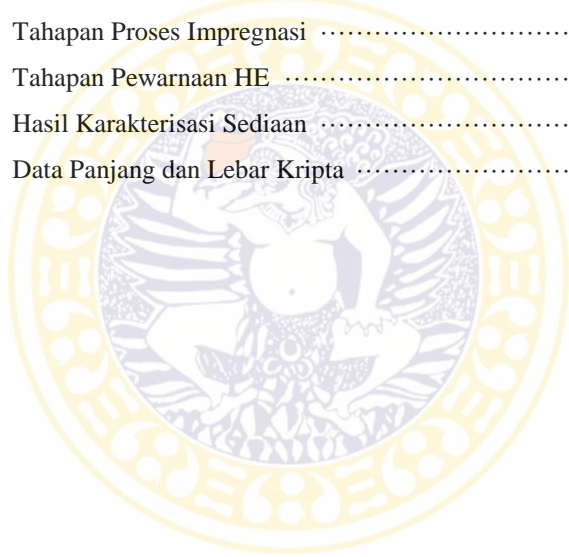 Tahapan Proses Impregnasi ...........................
Tahapan Pewarnaan HE ...............................
Hasil Karakterisasi Sediaan ............................
Data Panjang dan Lebar Kripta .......................